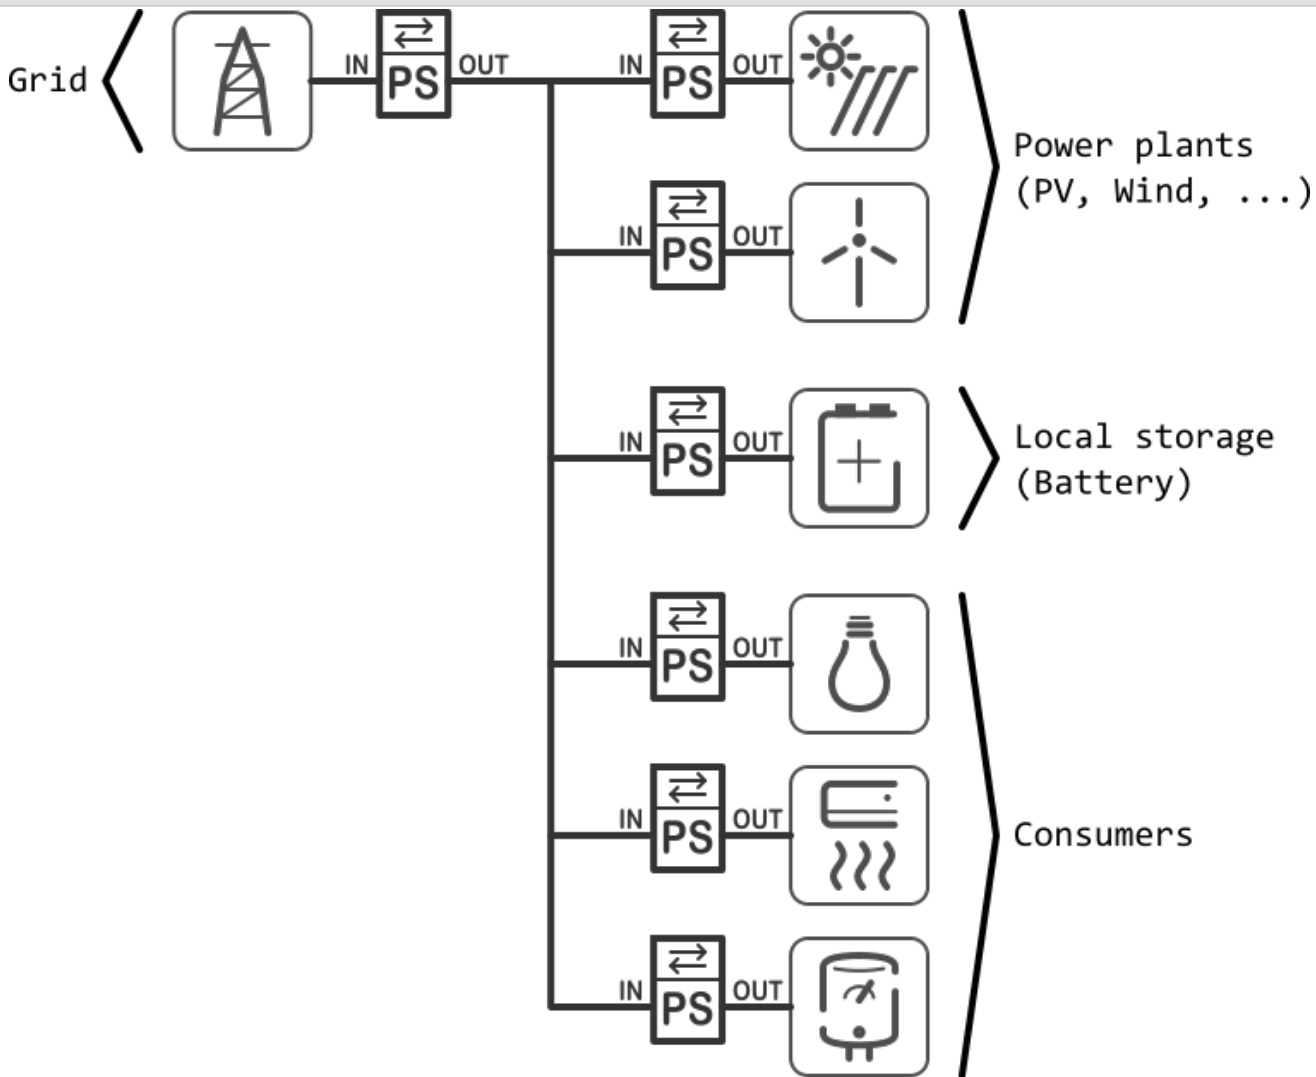 Grid
IN
PS
OUT
IN
PS
OUT
Power plants
(PV, Wind, ...)
IN
PS
OUT
IN
PS
OUT
Local storage
(Battery)
IN
PS
OUT
IN
PS
OUT
Consumers
IN
PS
OUT